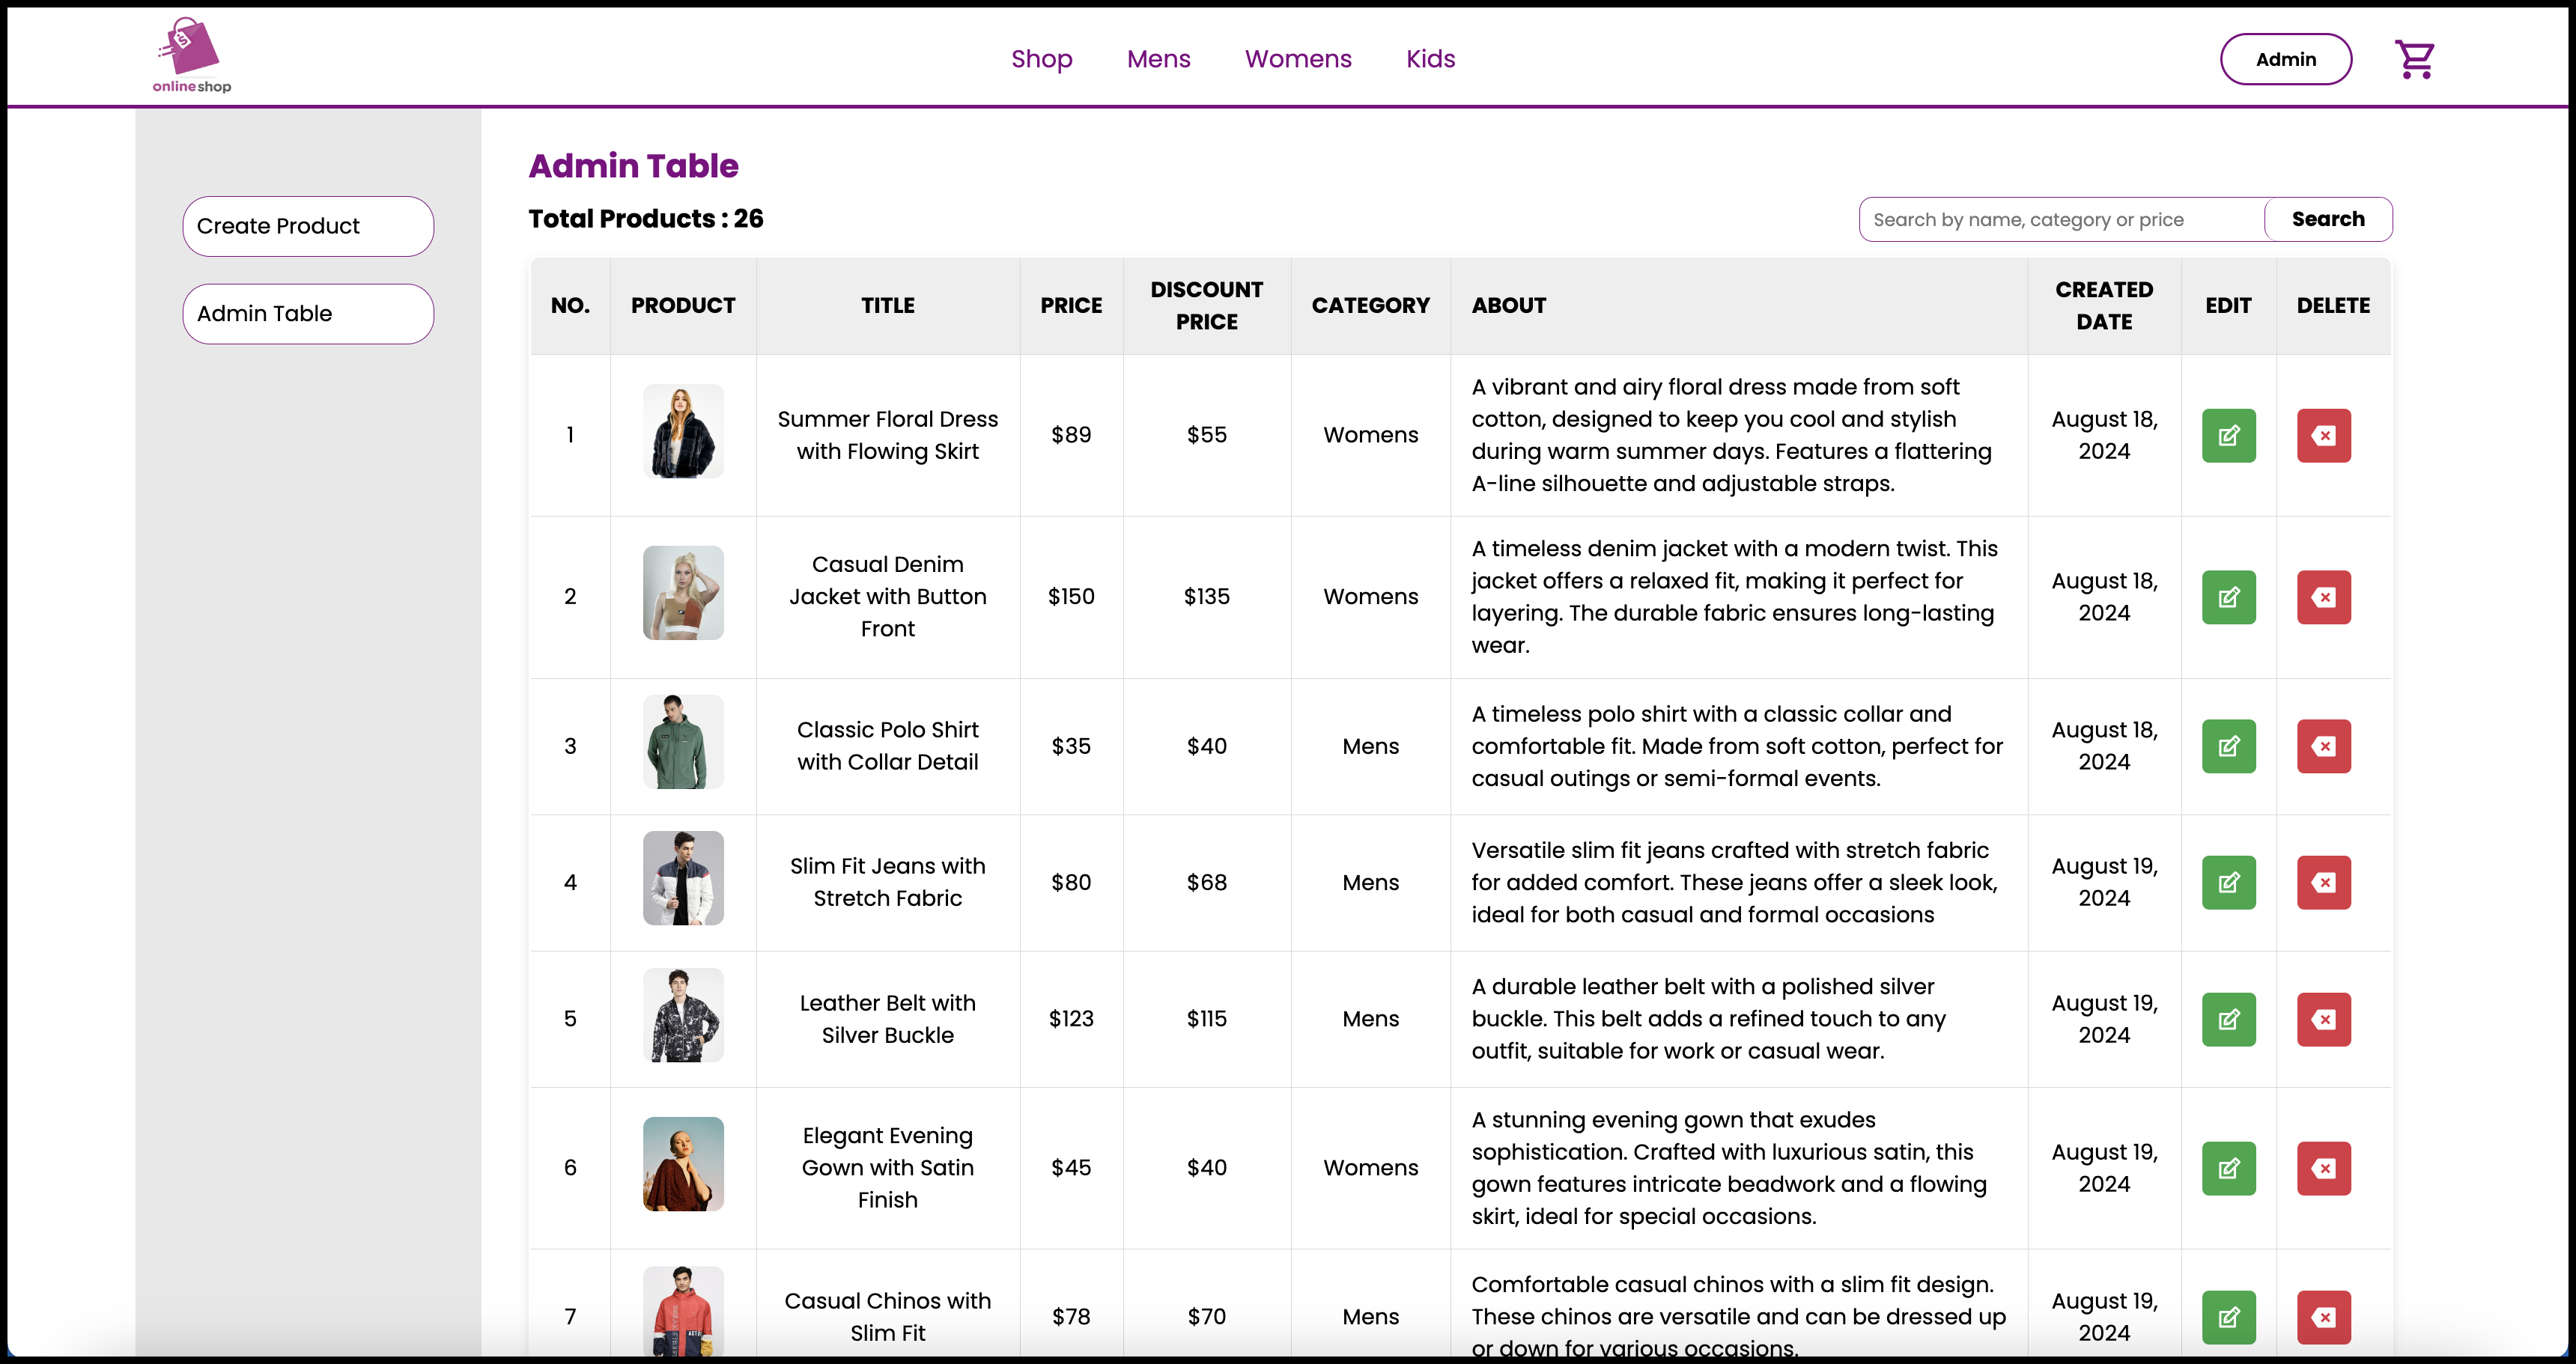 onlineshop
Shop Mens Womens Kids
Admin
Create Product
Admin Table
Admin Table
Total Products : 26
Search by name, category or price
Search
NO. PRODUCT TITLE PRICE DISCOUNT PRICE CATEGORY ABOUT CREATED DATE EDIT DELETE
1
Summer Floral Dress
with Flowing Skirt
$89
$55
Womens
A vibrant and airy floral dress made from soft
cotton, designed to keep you cool and stylish
during warm summer days. Features a flattering
A-line silhouette and adjustable straps.
August 18,
2024
2
Casual Denim
Jacket with Button
Front
$150
$135
Womens
A timeless denim jacket with a modern twist. This
jacket offers a relaxed fit, making it perfect for
layering. The durable fabric ensures long-lasting
wear.
August 18,
2024
3
Classic Polo Shirt
with Collar Detail
$35
$40
Mens
A timeless polo shirt with a classic collar and
comfortable fit. Made from soft cotton, perfect for
casual outings or semi-formal events.
August 18,
2024
4
Slim Fit Jeans with
Stretch Fabric
$80
$68
Mens
Versatile slim fit jeans crafted with stretch fabric
for added comfort. These jeans offer a sleek look,
ideal for both casual and formal occasions
August 19,
2024
5
Leather Belt with
Silver Buckle
$123
$115
Mens
A durable leather belt with a polished silver
buckle. This belt adds a refined touch to any
outfit, suitable for work or casual wear.
August 19,
2024
6
Elegant Evening
Gown with Satin
Finish
$45
$40
Womens
A stunning evening gown that exudes
sophistication. Crafted with luxurious satin, this
gown features intricate beadwork and a flowing
skirt, ideal for special occasions.
August 19,
2024
7
Casual Chinos with
Slim Fit
$78
$70
Mens
Comfortable casual chinos with a slim fit design.
These chinos are versatile and can be dressed up
or down for various occasions.
August 19,
2024